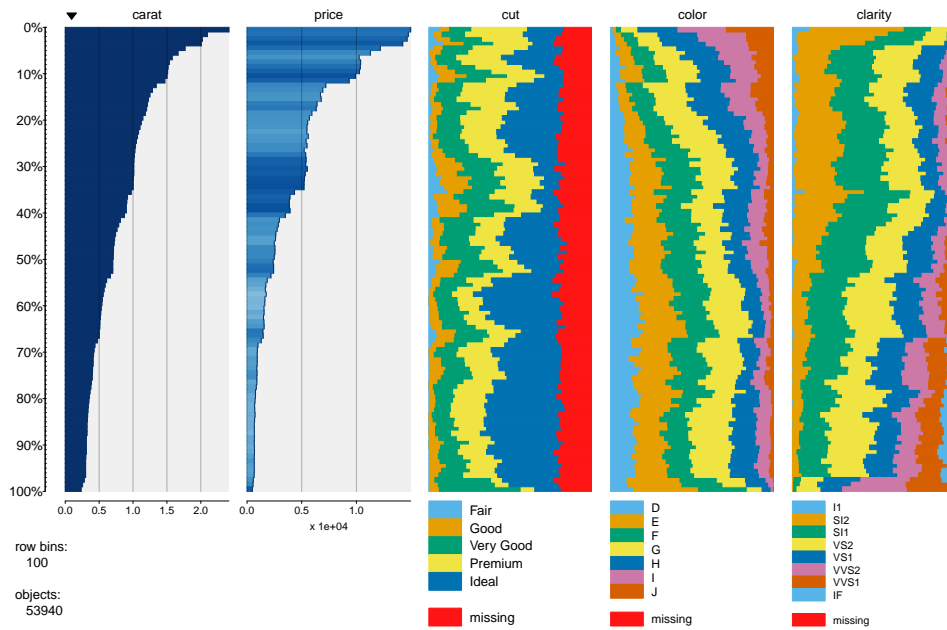 carat price cut color clarity
0%
10%
20%
30%
40%
50%
60%
70%
80%
90%
100%
0.0 0.5 1.0 1.5 2.0 0.0 0.5 1.0
x 1e+04
row bins:
100
objects:
53940
Fair
Good
Very Good
Premium
Ideal
missing
D
E
F
G
H
I
J
missing
I1
SI2
SI1
VS2
VS1
VVS2
VVS1
IF
missing